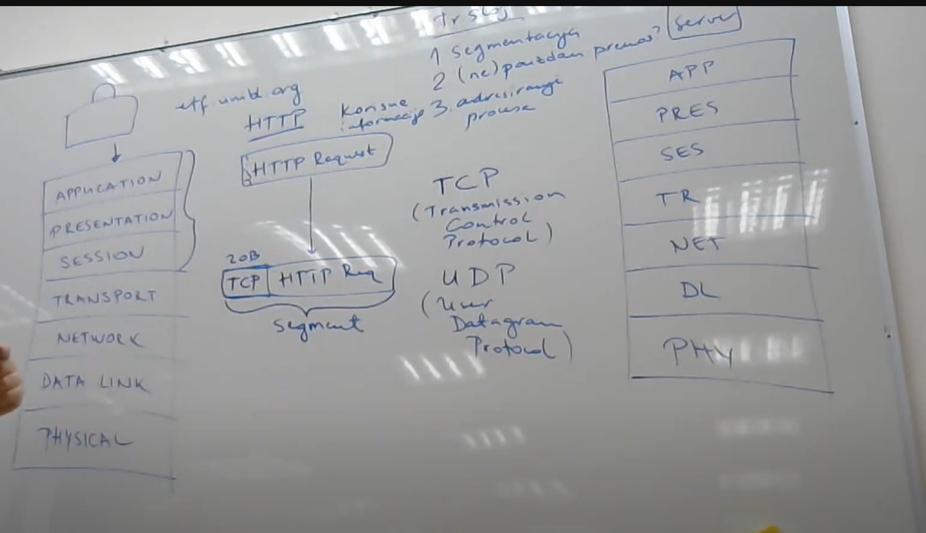 Tr sloj
1 segmentacija
2 (ne)pouzdan prenos?
3. adresiranje
procesa
Server
etf.unibl.org
HTTP
Korisne
informacije
HTTP Request
APPLICATION
PRESENTATION
SESSION
TRANSPORT
NETWORK
DATA LINK
PHYSICAL
20B
TCP HTTP Req
segment
TCP
(Transmission
Control
Protocol)
UDP
(User
Datagram
Protocol)
APP
PRES
SES
TR
NET
DL
PHY